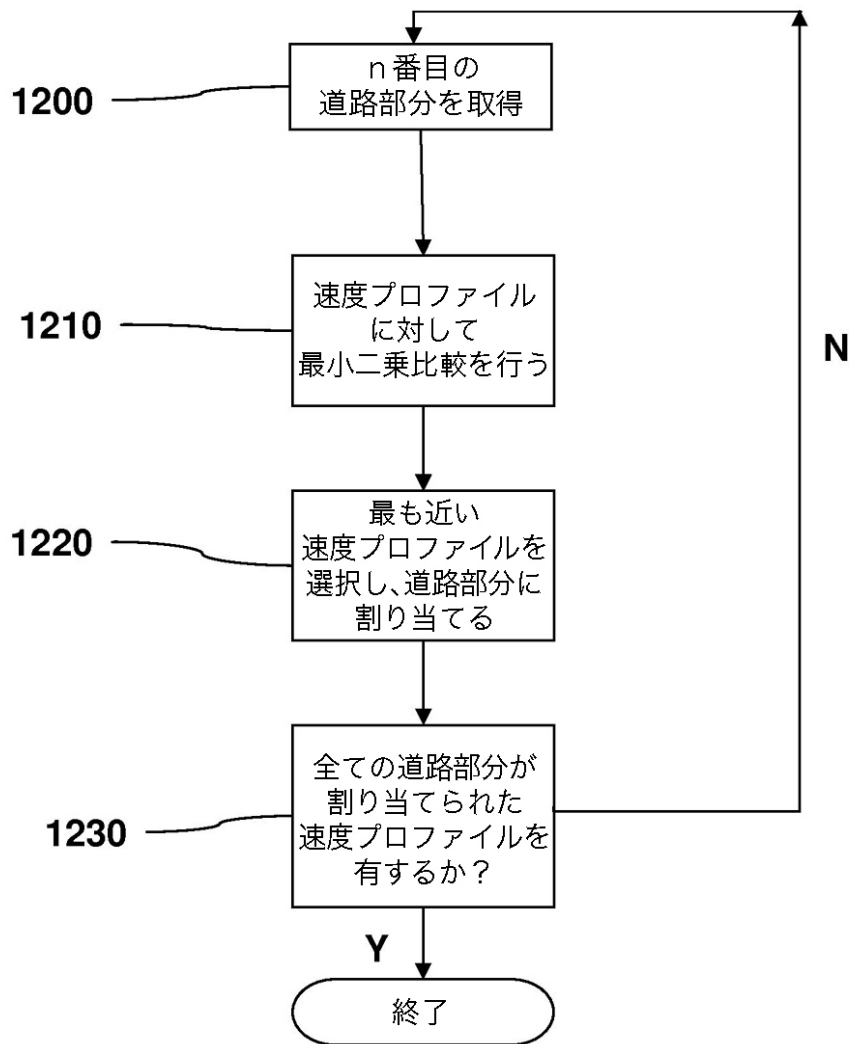 n番目の
道路部分を取得
1200
速度プロファイル
に対して
最小二乗比較を行う
1210
N
最も近い
速度プロファイルを
選択し、道路部分に
割り当てる
1220
全ての道路部分が
割り当てられた
速度プロファイルを
有するか？
1230
Y
終了